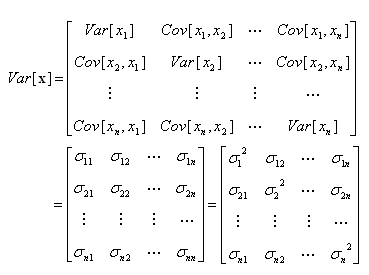 Var[x] = [ Var[x₁] Cov[x₁,x₂] ⋯ Cov[x₁,xₙ]
Cov[x₂,x₁] Var[x₂] ⋯ Cov[x₂,xₙ]
⋮ ⋮ ⋮ ⋯
Cov[xₙ,x₁] Cov[xₙ,x₂] ⋯ Var[xₙ] ]
= [ σ₁₁ σ₁₂ ⋯ σ₁ₙ
σ₂₁ σ₂₂ ⋯ σ₂ₙ
⋮ ⋮ ⋮ ⋯
σₙ₁ σₙ₂ ⋯ σₙₙ ] = [ σ₁² σ₁₂ ⋯ σ₁ₙ
σ₂₁ σ₂² ⋯ σ₂ₙ
⋮ ⋮ ⋮ ⋯
σₙ₁ σₙ₂ ⋯ σₙ² ]